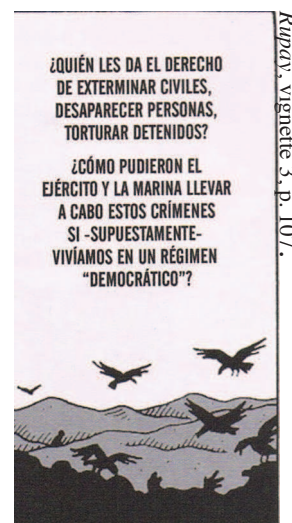 ¿QUIÉN LES DA EL DERECHO
DE EXTERMINAR CIVILES,
DESAPARECER PERSONAS,
TORTURAR DETENIDOS?
¿CÓMO PUDIERON EL
EJÉRCITO Y LA MARINA LLEVAR
A CABO ESTOS CRÍMENES
SI -SUPUESTAMENTE-
VIVÍAMOS EN UN RÉGIMEN
“DEMOCRÁTICO”?
Rupay, vignette 3, p. 107.